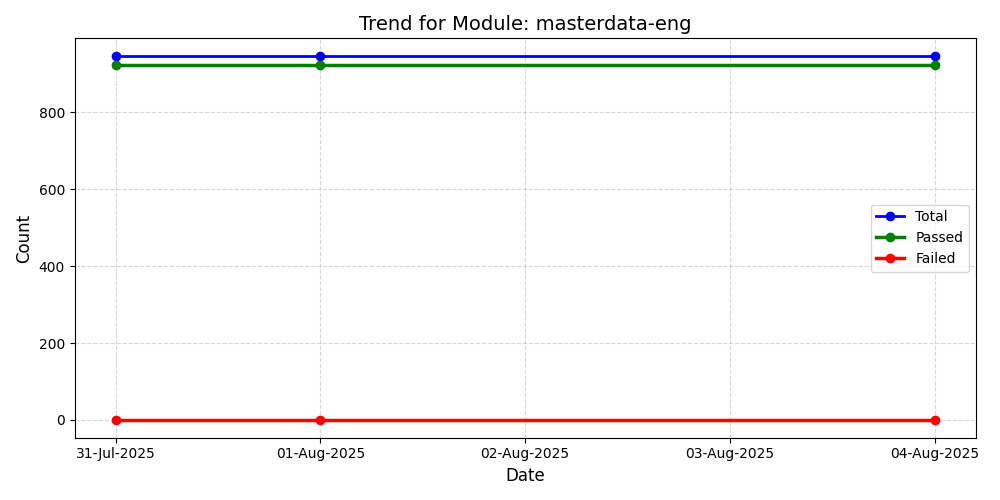 Trend for Module: masterdata-eng
Count
800
600
400
200
0
Total
Passed
Failed
31-Jul-2025 01-Aug-2025 02-Aug-2025 03-Aug-2025 04-Aug-2025
Date